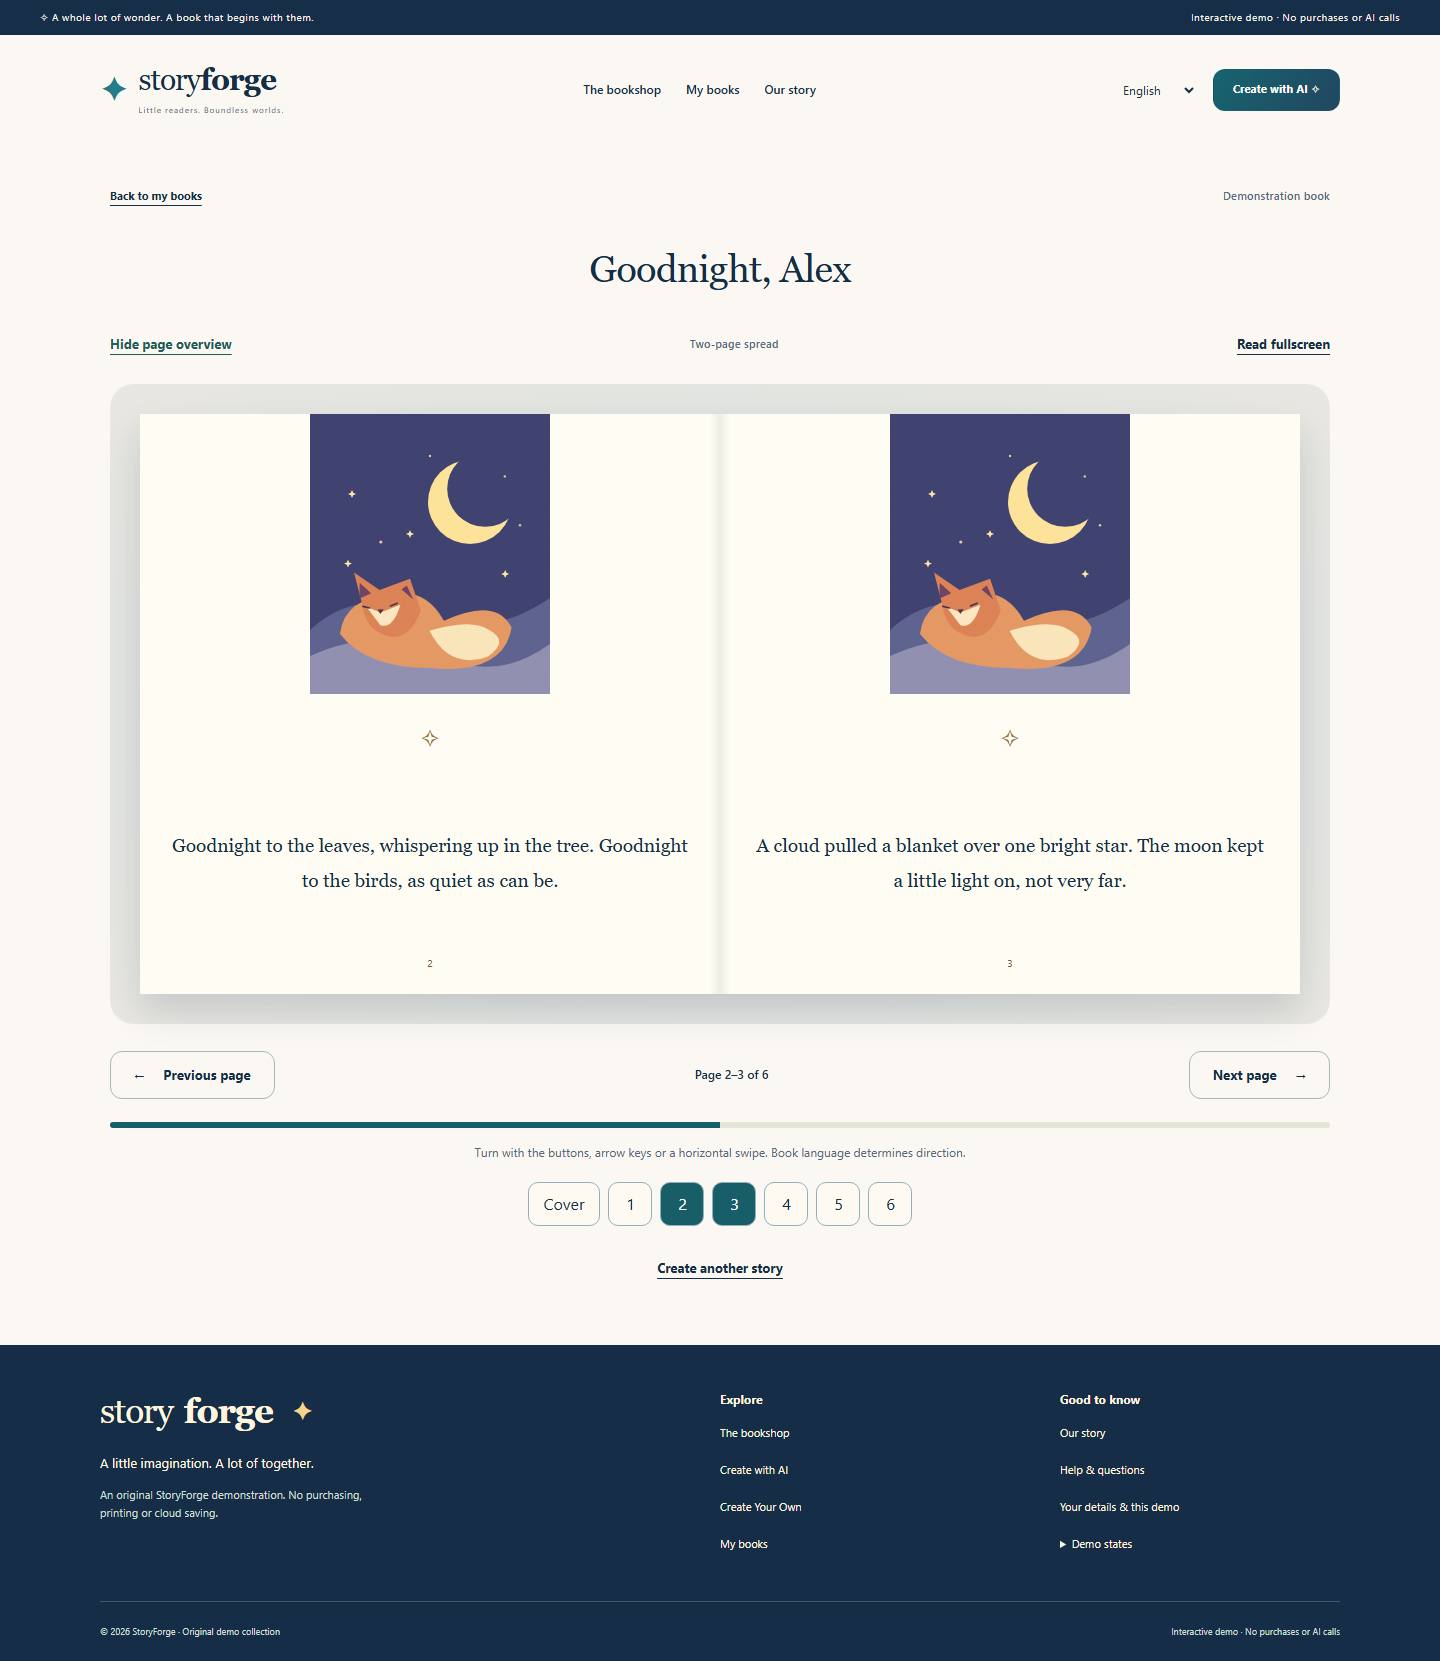 ✧ A whole lot of wonder. A book that begins with them.
Interactive demo · No purchases or AI calls
storyforge
Little readers. Boundless worlds.
The bookshop
My books
Our story
English
Create with AI ✧
Back to my books
Demonstration book
Goodnight, Alex
Hide page overview
Two-page spread
Read fullscreen
Goodnight to the leaves, whispering up in the tree. Goodnight
to the birds, as quiet as can be.
2
A cloud pulled a blanket over one bright star. The moon kept
a little light on, not very far.
3
← Previous page
Page 2–3 of 6
Next page →
Turn with the buttons, arrow keys or a horizontal swipe. Book language determines direction.
Cover
1
2
3
4
5
6
Create another story
story forge
A little imagination. A lot of together.
An original StoryForge demonstration. No purchasing,
printing or cloud saving.
Explore
The bookshop
Create with AI
Create Your Own
My books
Good to know
Our story
Help & questions
Your details & this demo
▶ Demo states
© 2026 StoryForge · Original demo collection
Interactive demo · No purchases or AI calls